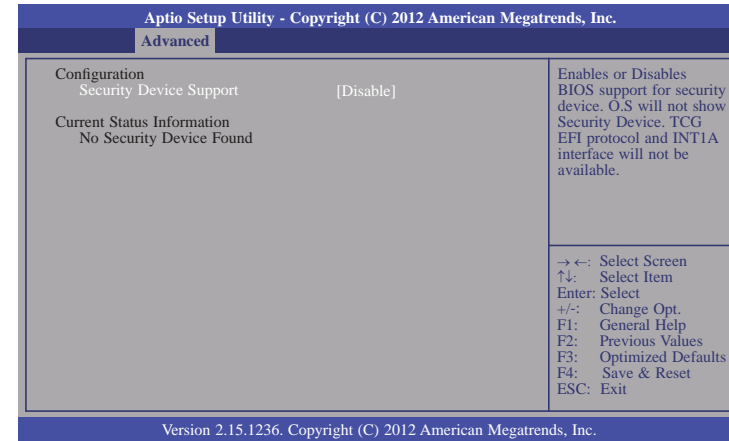 Aptio Setup Utility - Copyright (C) 2012 American Megatrends, Inc.
Advanced
Configuration
Security Device Support [Disable]
Current Status Information
No Security Device Found
Enables or Disables
BIOS support for security
device. O.S will not show
Security Device. TCG
EFI protocol and INT1A
interface will not be
available.
→ ←: Select Screen
↑↓: Select Item
Enter: Select
+/-: Change Opt.
F1: General Help
F2: Previous Values
F3: Optimized Defaults
F4: Save & Reset
ESC: Exit
Version 2.15.1236. Copyright (C) 2012 American Megatrends, Inc.